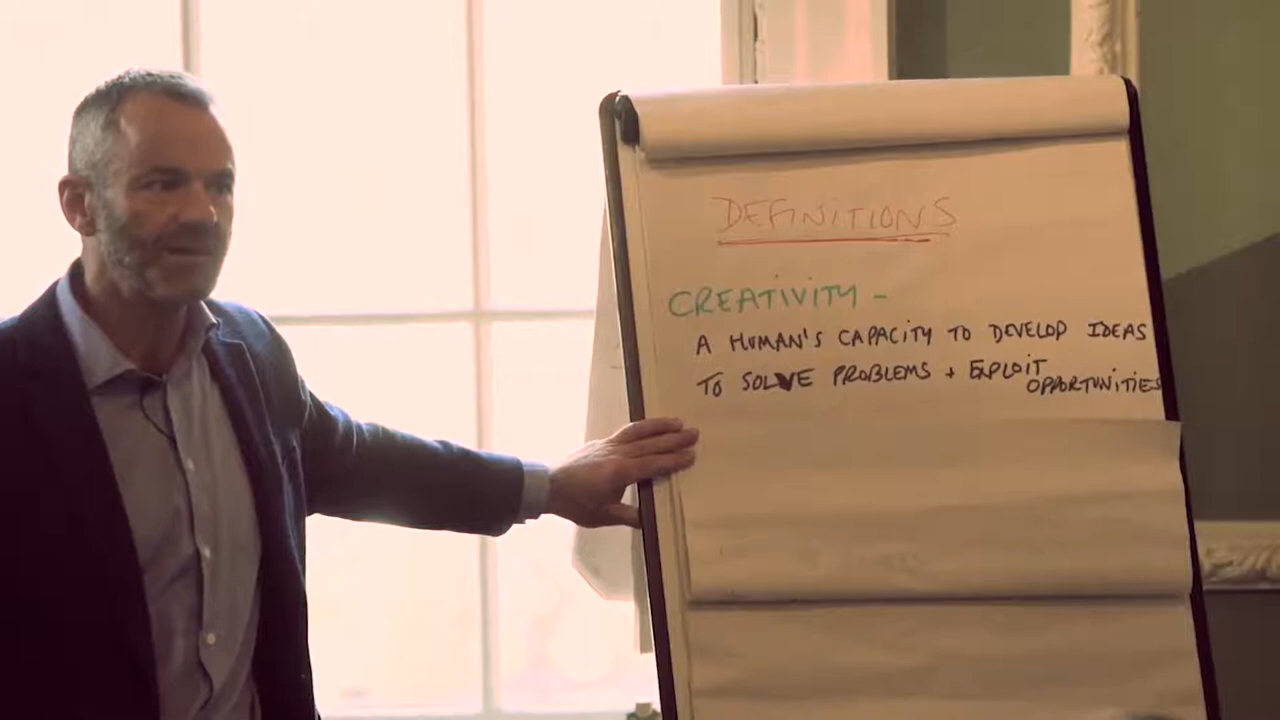 DEFINITIONS
CREATIVITY -
A HUMAN'S CAPACITY TO DEVELOP IDEAS
TO SOLVE PROBLEMS + EXPLOIT
OPPORTUNITIES